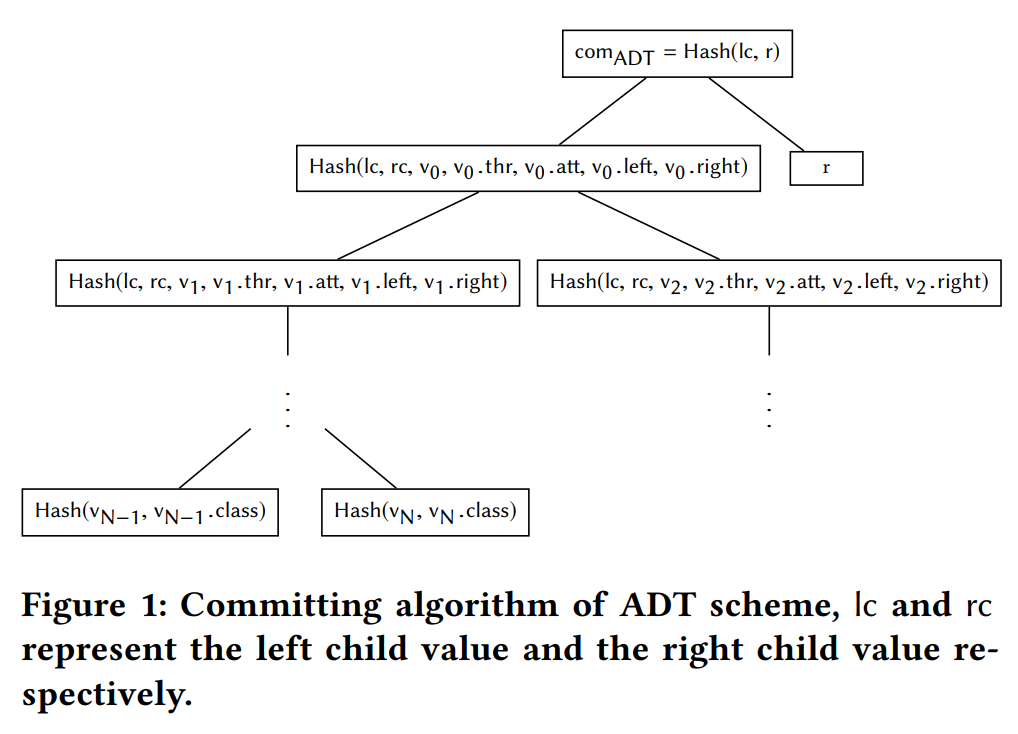 com_ADT = Hash(lc, r)
Hash(lc, rc, v_0, v_0.thr, v_0.att, v_0.left, v_0.right)
r
Hash(lc, rc, v_1, v_1.thr, v_1.att, v_1.left, v_1.right)
Hash(lc, rc, v_2, v_2.thr, v_2.att, v_2.left, v_2.right)
⋮
⋮
Hash(v_{N−1}, v_{N−1}.class)
Hash(v_N, v_N.class)
Figure 1: Committing algorithm of ADT scheme, lc and rc
represent the left child value and the right child value re-
spectively.